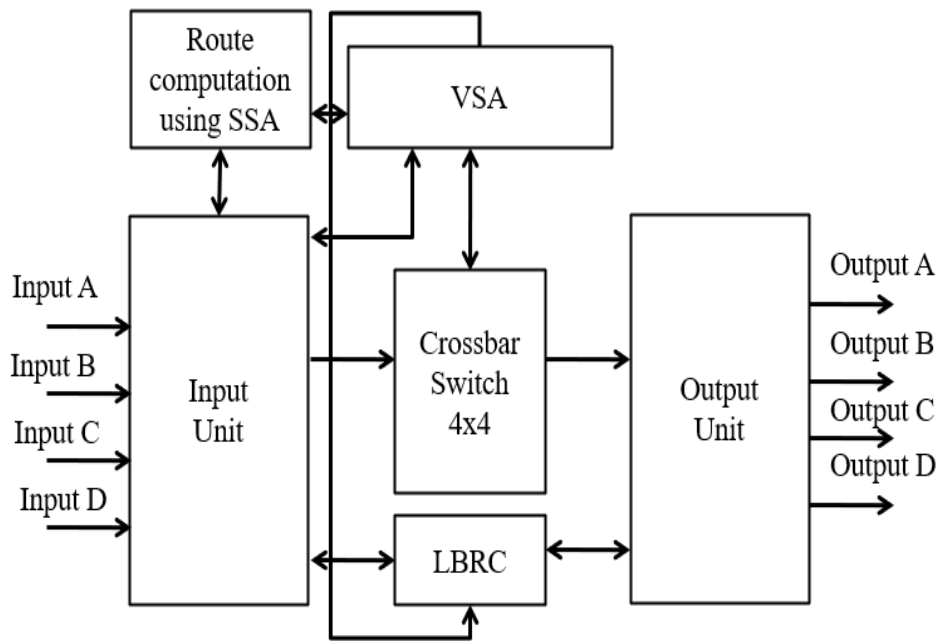 Route
computation
using SSA
VSA
Input A
Input B
Input C
Input D
Input
Unit
Crossbar
Switch
4x4
LBRC
Output
Unit
Output A
Output B
Output C
Output D